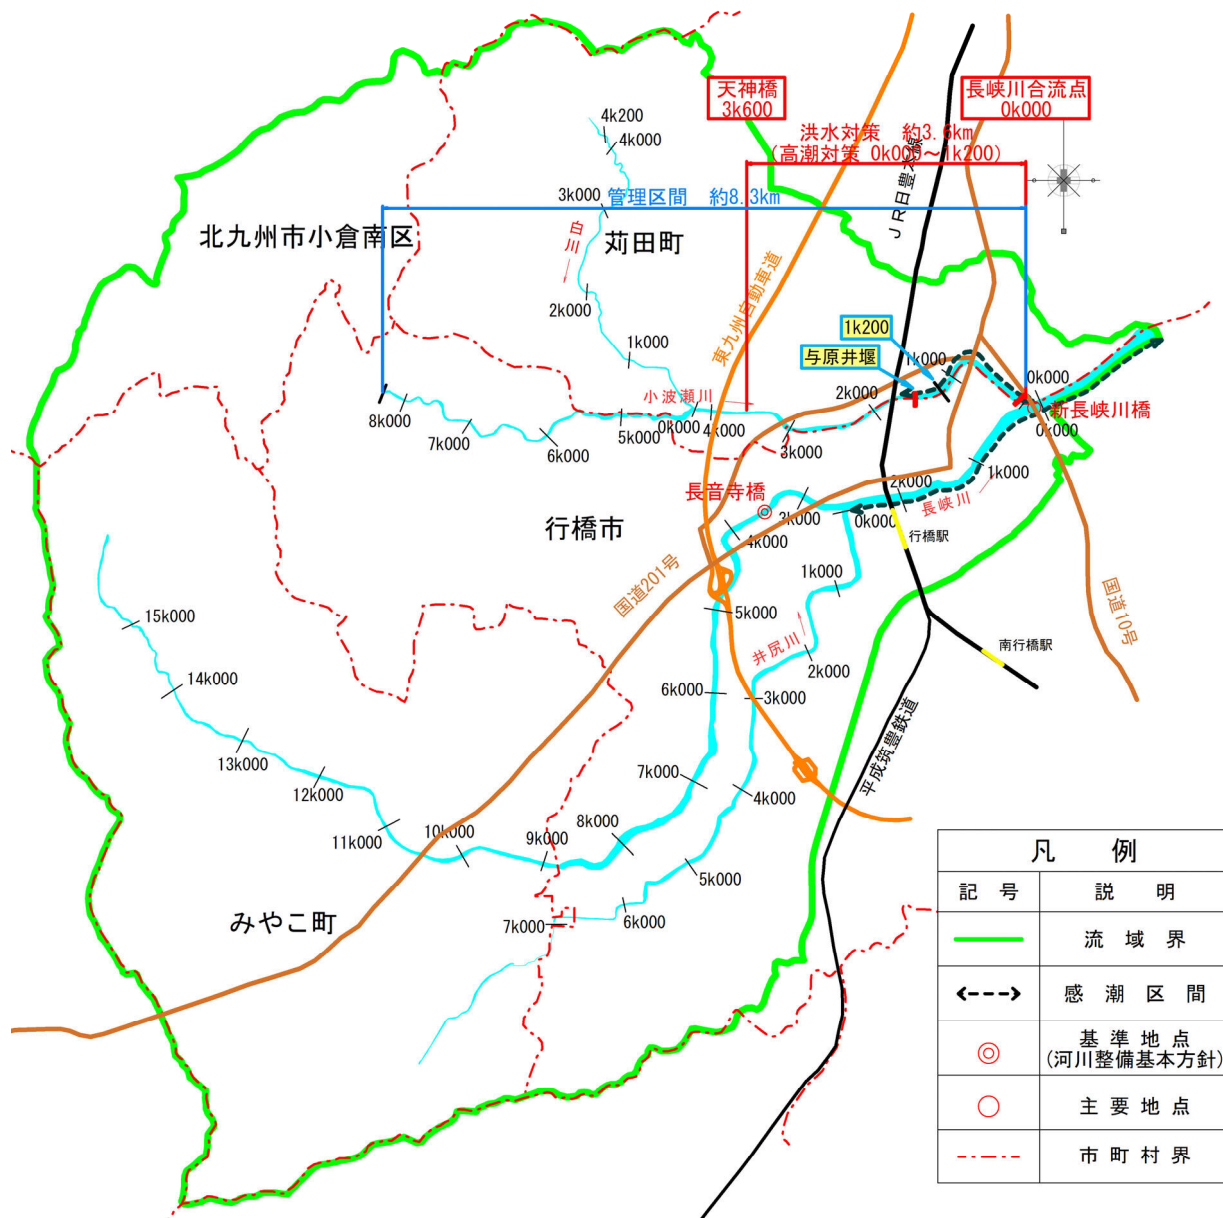 天神橋
3k600
長峡川合流点
0k000
洪水対策 約3.6km
(高潮対策 0k000～1k200)
管理区間 約8.3km
JR日豊本線
4k200
4k000
3k000
白川
2k000
1k000
北九州市小倉南区
苅田町
東九州自動車道
1k200
与原井堰
小波瀬川
8k000
7k000
6k000
5k000
0k000
4k000
3k000
2k000
1k000
0k000
新長峡川橋
0k000
1k000
長峡川
2k000
行橋駅
0k000
3k000
長音寺橋
4k000
行橋市
国道201号
5k000
1k000
井尻川
2k000
国道10号
南行橋駅
15k000
14k000
6k000
3k000
平成筑豊鉄道
13k000
12k000
7k000
4k000
11k000
10k000
9k000
8k000
5k000
みやこ町
7k000
6k000
凡 例
記 号 説 明
流 域 界
感 潮 区 間
基 準 地 点
(河川整備基本方針)
主 要 地 点
市 町 村 界